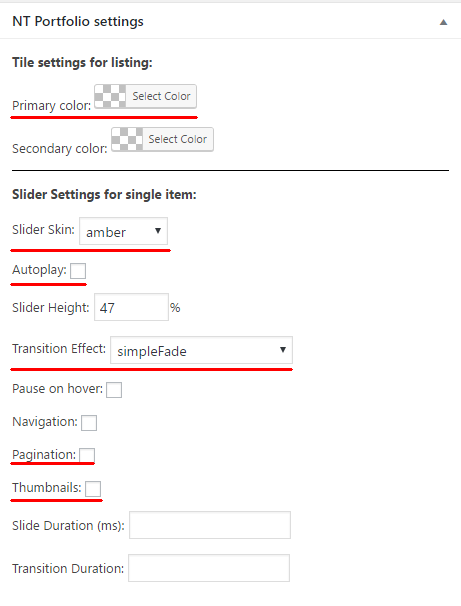 NT Portfolio settings
Tile settings for listing:
Primary color: Select Color
Secondary color: Select Color
Slider Settings for single item:
Slider Skin: amber
Autoplay:
Slider Height: 47 %
Transition Effect: simpleFade
Pause on hover:
Navigation:
Pagination:
Thumbnails:
Slide Duration (ms):
Transition Duration: